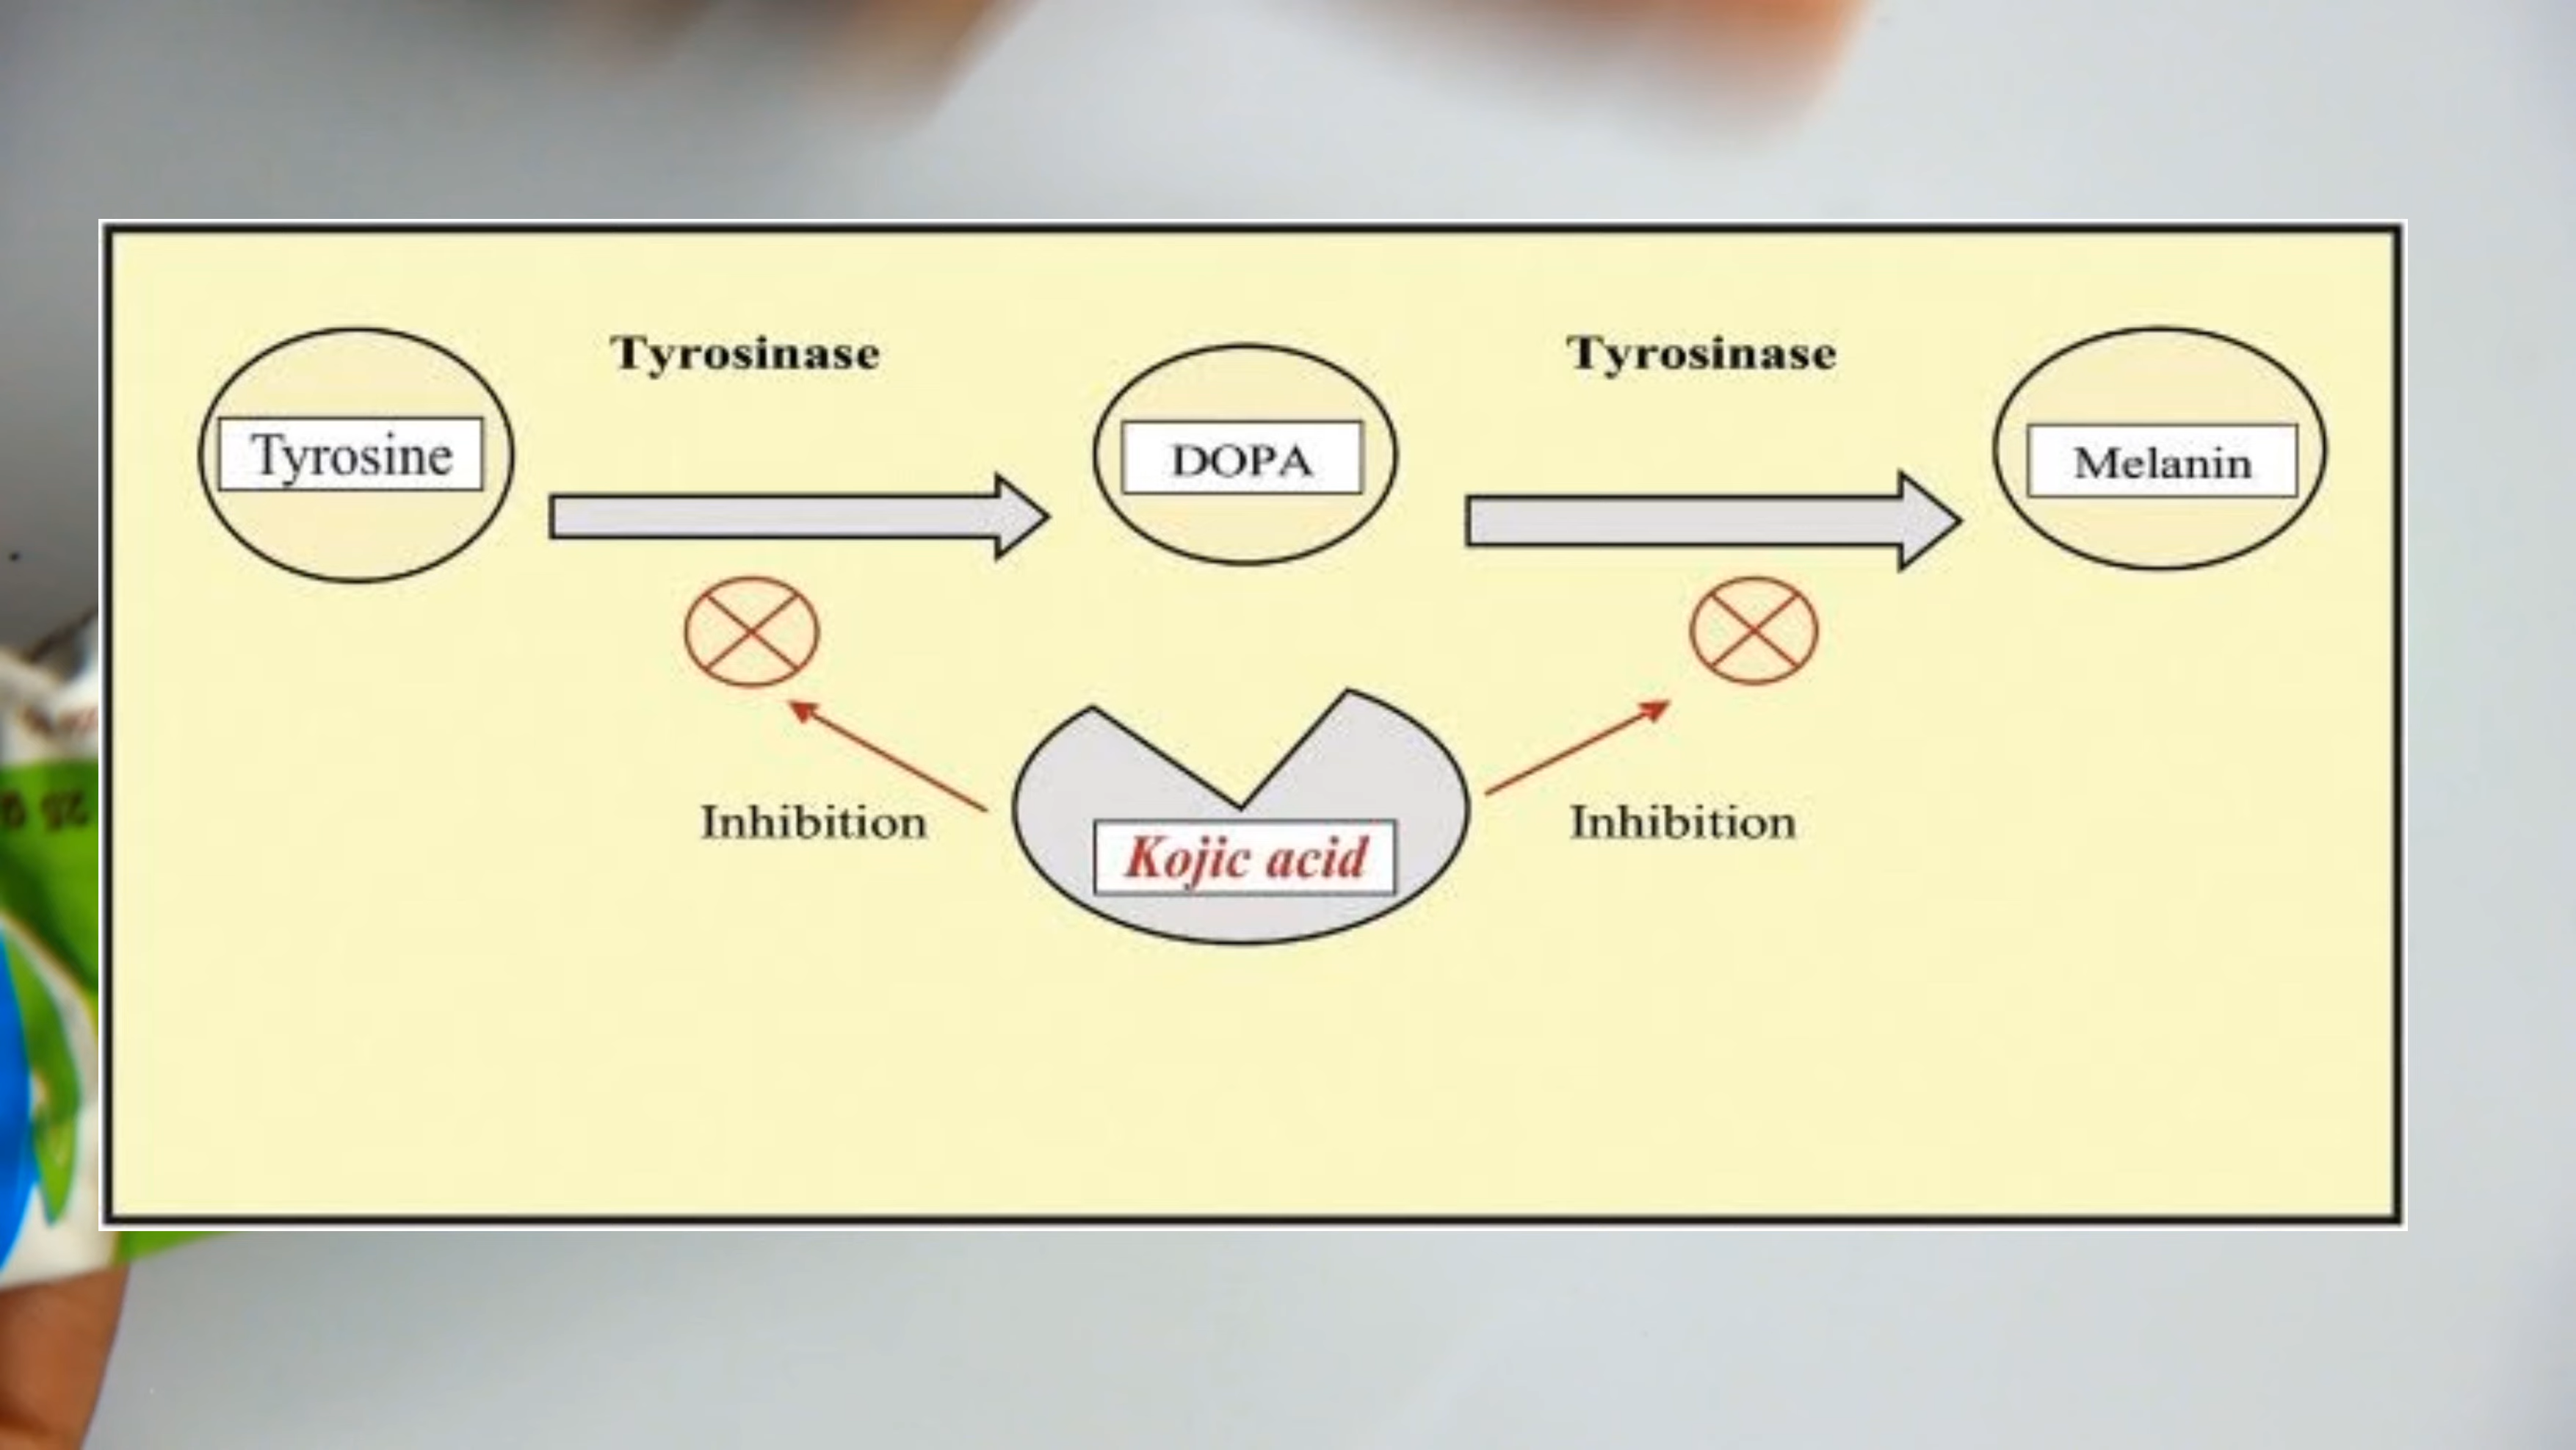 Tyrosinase
Tyrosinase
Tyrosine
DOPA
Melanin
Inhibition
Inhibition
Kojic acid